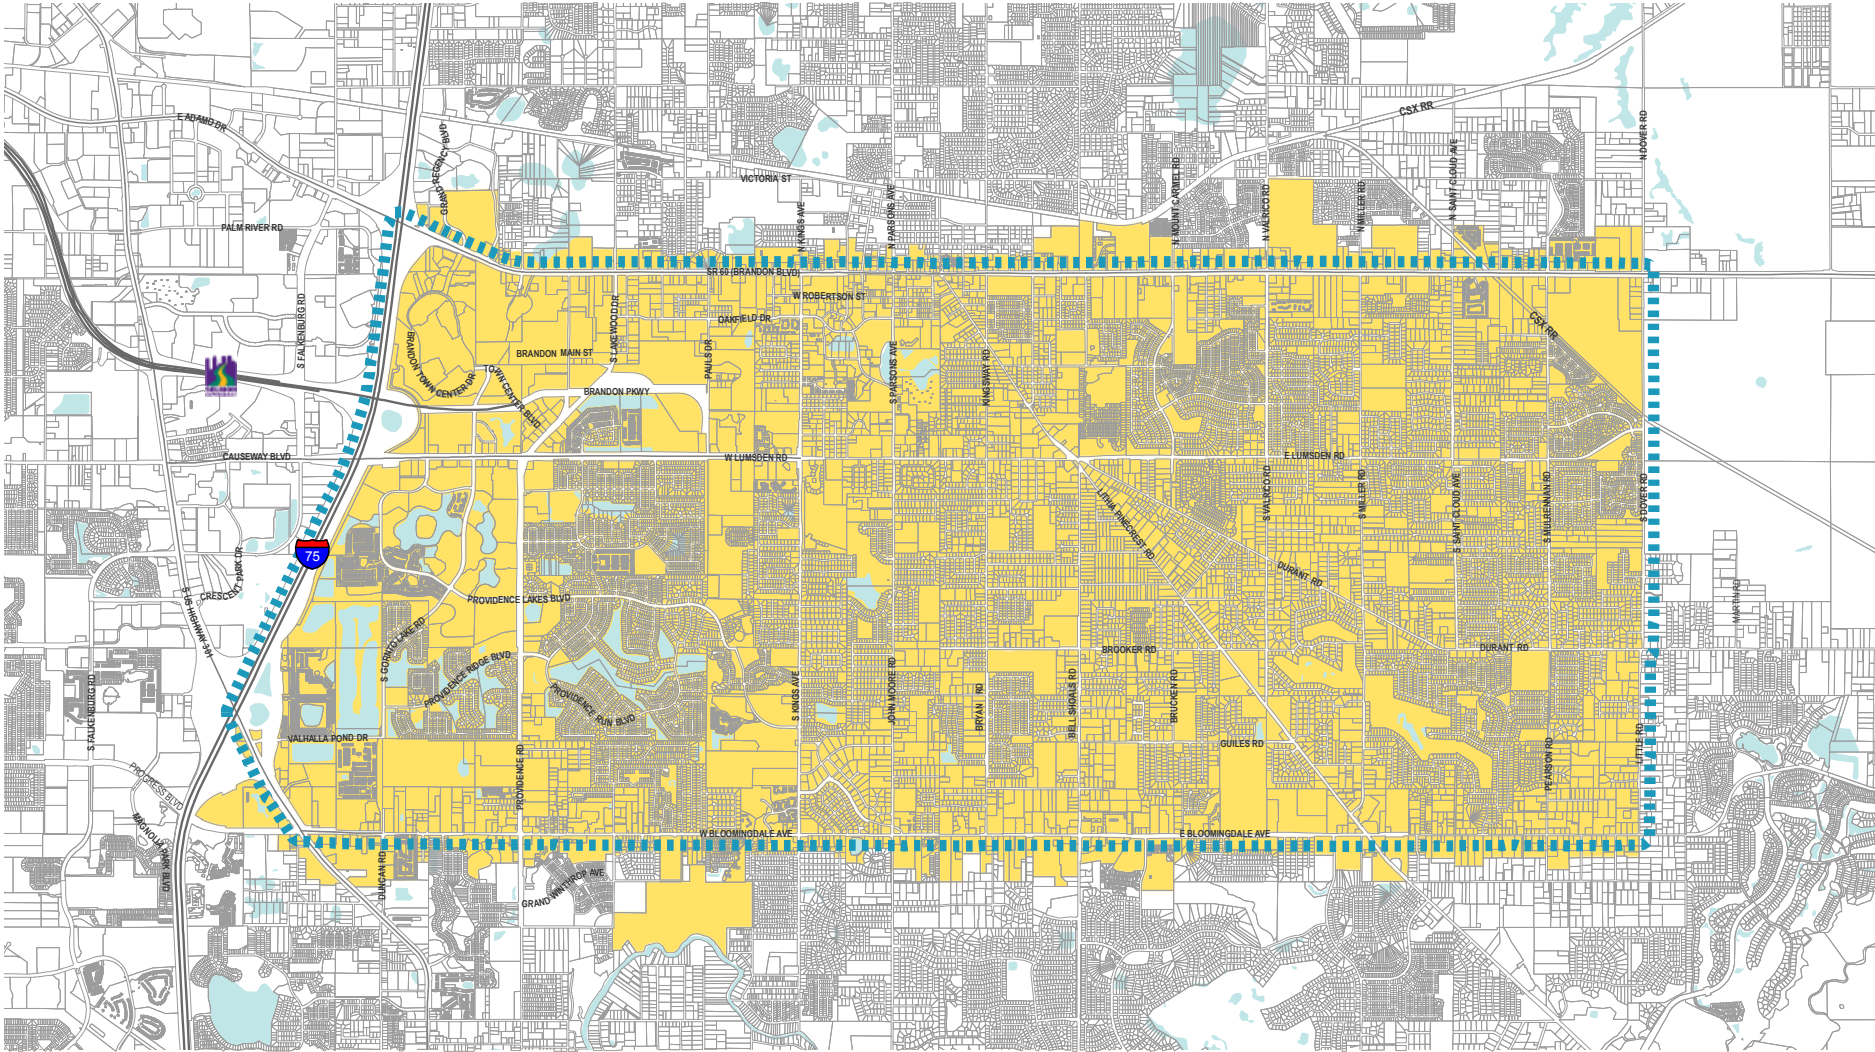 CSX RR
E ADAMO DR
N DOVER RD
GRAND REGENCY BLVD
N SAINT CLOUD AVE
VICTORIA ST
N MOUNT CARMEL RD
N PARSONS AVE
N KINGS AVE
N VALRICO RD
N MILLER RD
PALM RIVER RD
SR 60 (BRANDON BLVD)
W ROBERTSON ST
S FALKENBURG RD
S LAKEWOOD DR
OAKFIELD DR
CSX RR
BRANDON MAIN ST
PAULS DR
S PARSONS AVE
KINGSWAY RD
BRANDON TOWN CENTER DR
TOWN CENTER BLVD
BRANDON PKWY
CAUSEWAY BLVD
W LUMSDEN RD
E LUMSDEN RD
S VALRICO RD
S MILLER RD
S SAINT CLOUD AVE
S MULRENNAN RD
S DOVER RD
LITHIA PINECREST RD
75
CRESCENT PARK DR
DURANT RD
S US HIGHWAY 301
PROVIDENCE LAKES BLVD
MARTIN RD
S GORNTO LAKE RD
BROOKER RD
DURANT RD
PROVIDENCE RIDGE BLVD
S FALKENBURG RD
PROVIDENCE RUN BLVD
S KINGS AVE
JOHN MOORE RD
BRYAN RD
BELL SHOALS RD
BRUCKEN RD
VALHALLA POND DR
GUILES RD
LITTLE RD
PEARSON RD
PROGRESS BLVD
PROVIDENCE RD
MAGNOLIA PARK BLVD
W BLOOMINGDALE AVE
E BLOOMINGDALE AVE
DUNCAN RD
GRAND WINTHROP AVE